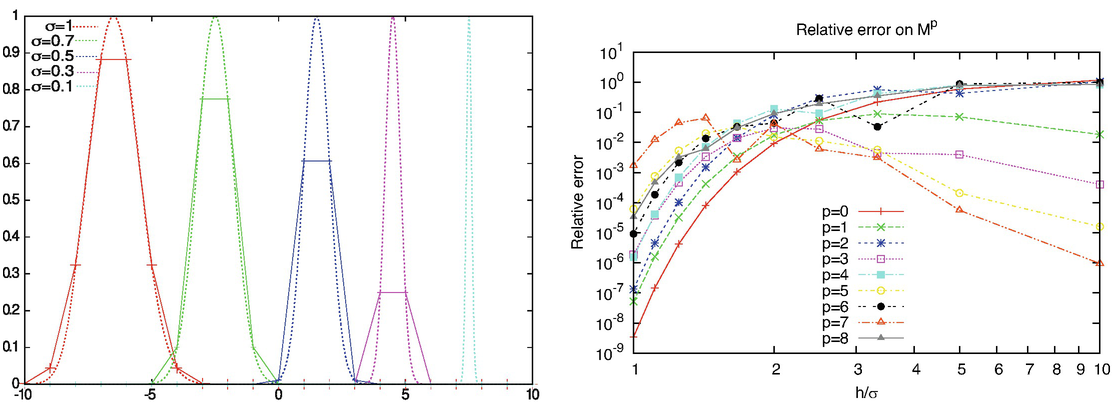 1
0.9
0.8
0.7
0.6
0.5
0.4
0.3
0.2
0.1
0
σ=1
σ=0.7
σ=0.5
σ=0.3
σ=0.1
-10 -5 0 5 10
Relative error on M^p
Relative error
10^1
10^0
10^-1
10^-2
10^-3
10^-4
10^-5
10^-6
10^-7
10^-8
10^-9
p=0
p=1
p=2
p=3
p=4
p=5
p=6
p=7
p=8
1 2 3 4 5 6 7 8 9 10
h/σ